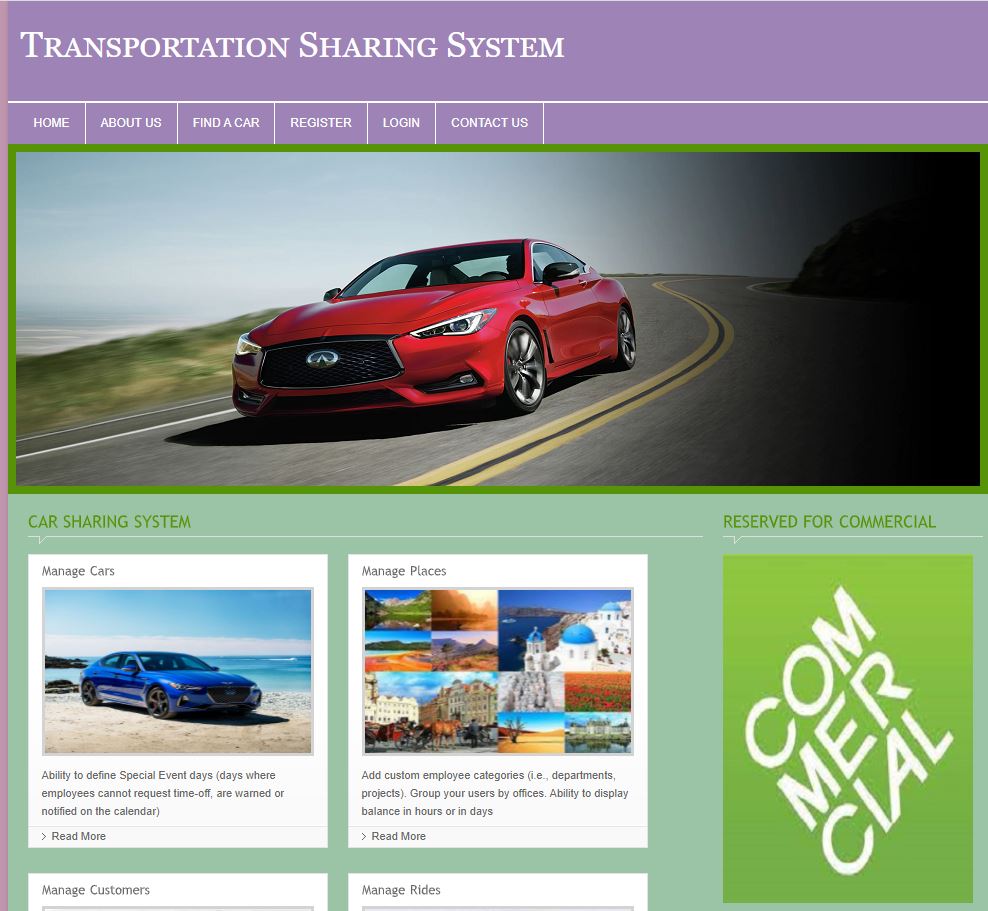 Transportation Sharing System
HOME
ABOUT US
FIND A CAR
REGISTER
LOGIN
CONTACT US
CAR SHARING SYSTEM
Manage Cars
Ability to define Special Event days (days where
employees cannot request time-off, are warned or
notified on the calendar)
Read More
Manage Places
Add custom employee categories (i.e., departments,
projects). Group your users by offices. Ability to display
balance in hours or in days
Read More
Manage Customers
Manage Rides
RESERVED FOR COMMERCIAL
COM
MER
CIAL